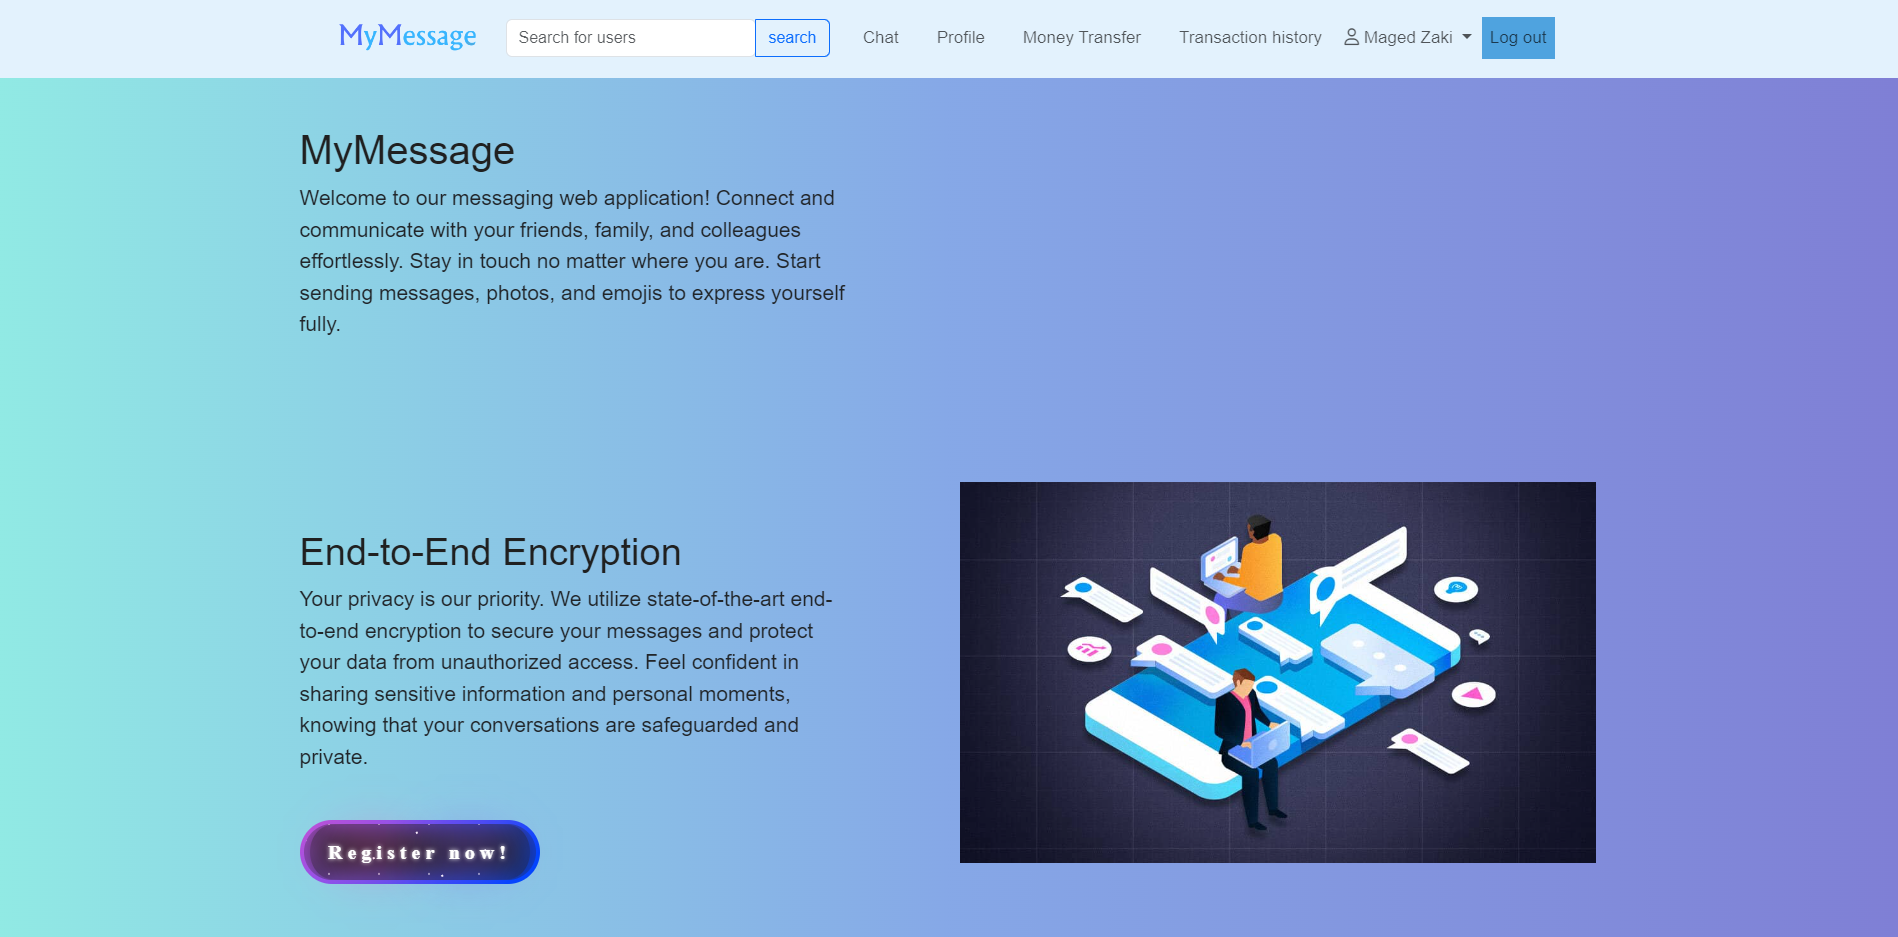 MyMessage
Search for users
search
Chat
Profile
Money Transfer
Transaction history
Maged Zaki
Log out
MyMessage
Welcome to our messaging web application! Connect and
communicate with your friends, family, and colleagues
effortlessly. Stay in touch no matter where you are. Start
sending messages, photos, and emojis to express yourself
fully.
End-to-End Encryption
Your privacy is our priority. We utilize state-of-the-art end-
to-end encryption to secure your messages and protect
your data from unauthorized access. Feel confident in
sharing sensitive information and personal moments,
knowing that your conversations are safeguarded and
private.
Register now!